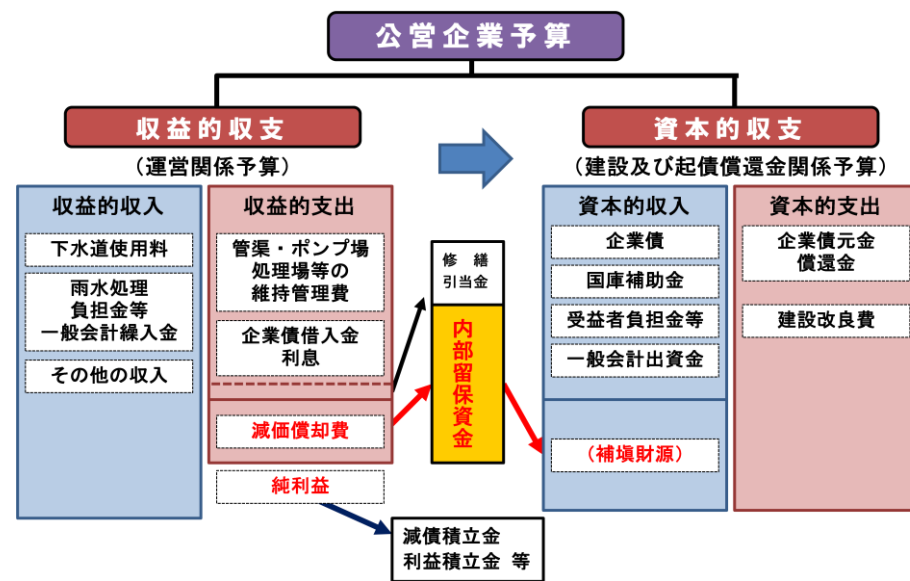 公営企業予算
収益的収支
(運営関係予算)
収益的収入
下水道使用料
雨水処理
負担金等
一般会計繰入金
その他の収入
収益的支出
管渠・ポンプ場
処理場等の
維持管理費
企業債借入金
利息
減価償却費
純利益
修繕
引当金
内部留保資金
減債積立金
利益積立金 等
資本的収支
(建設及び起債償還金関係予算)
資本的収入
企業債
国庫補助金
受益者負担金等
一般会計出資金
(補塡財源)
資本的支出
企業債元金
償還金
建設改良費